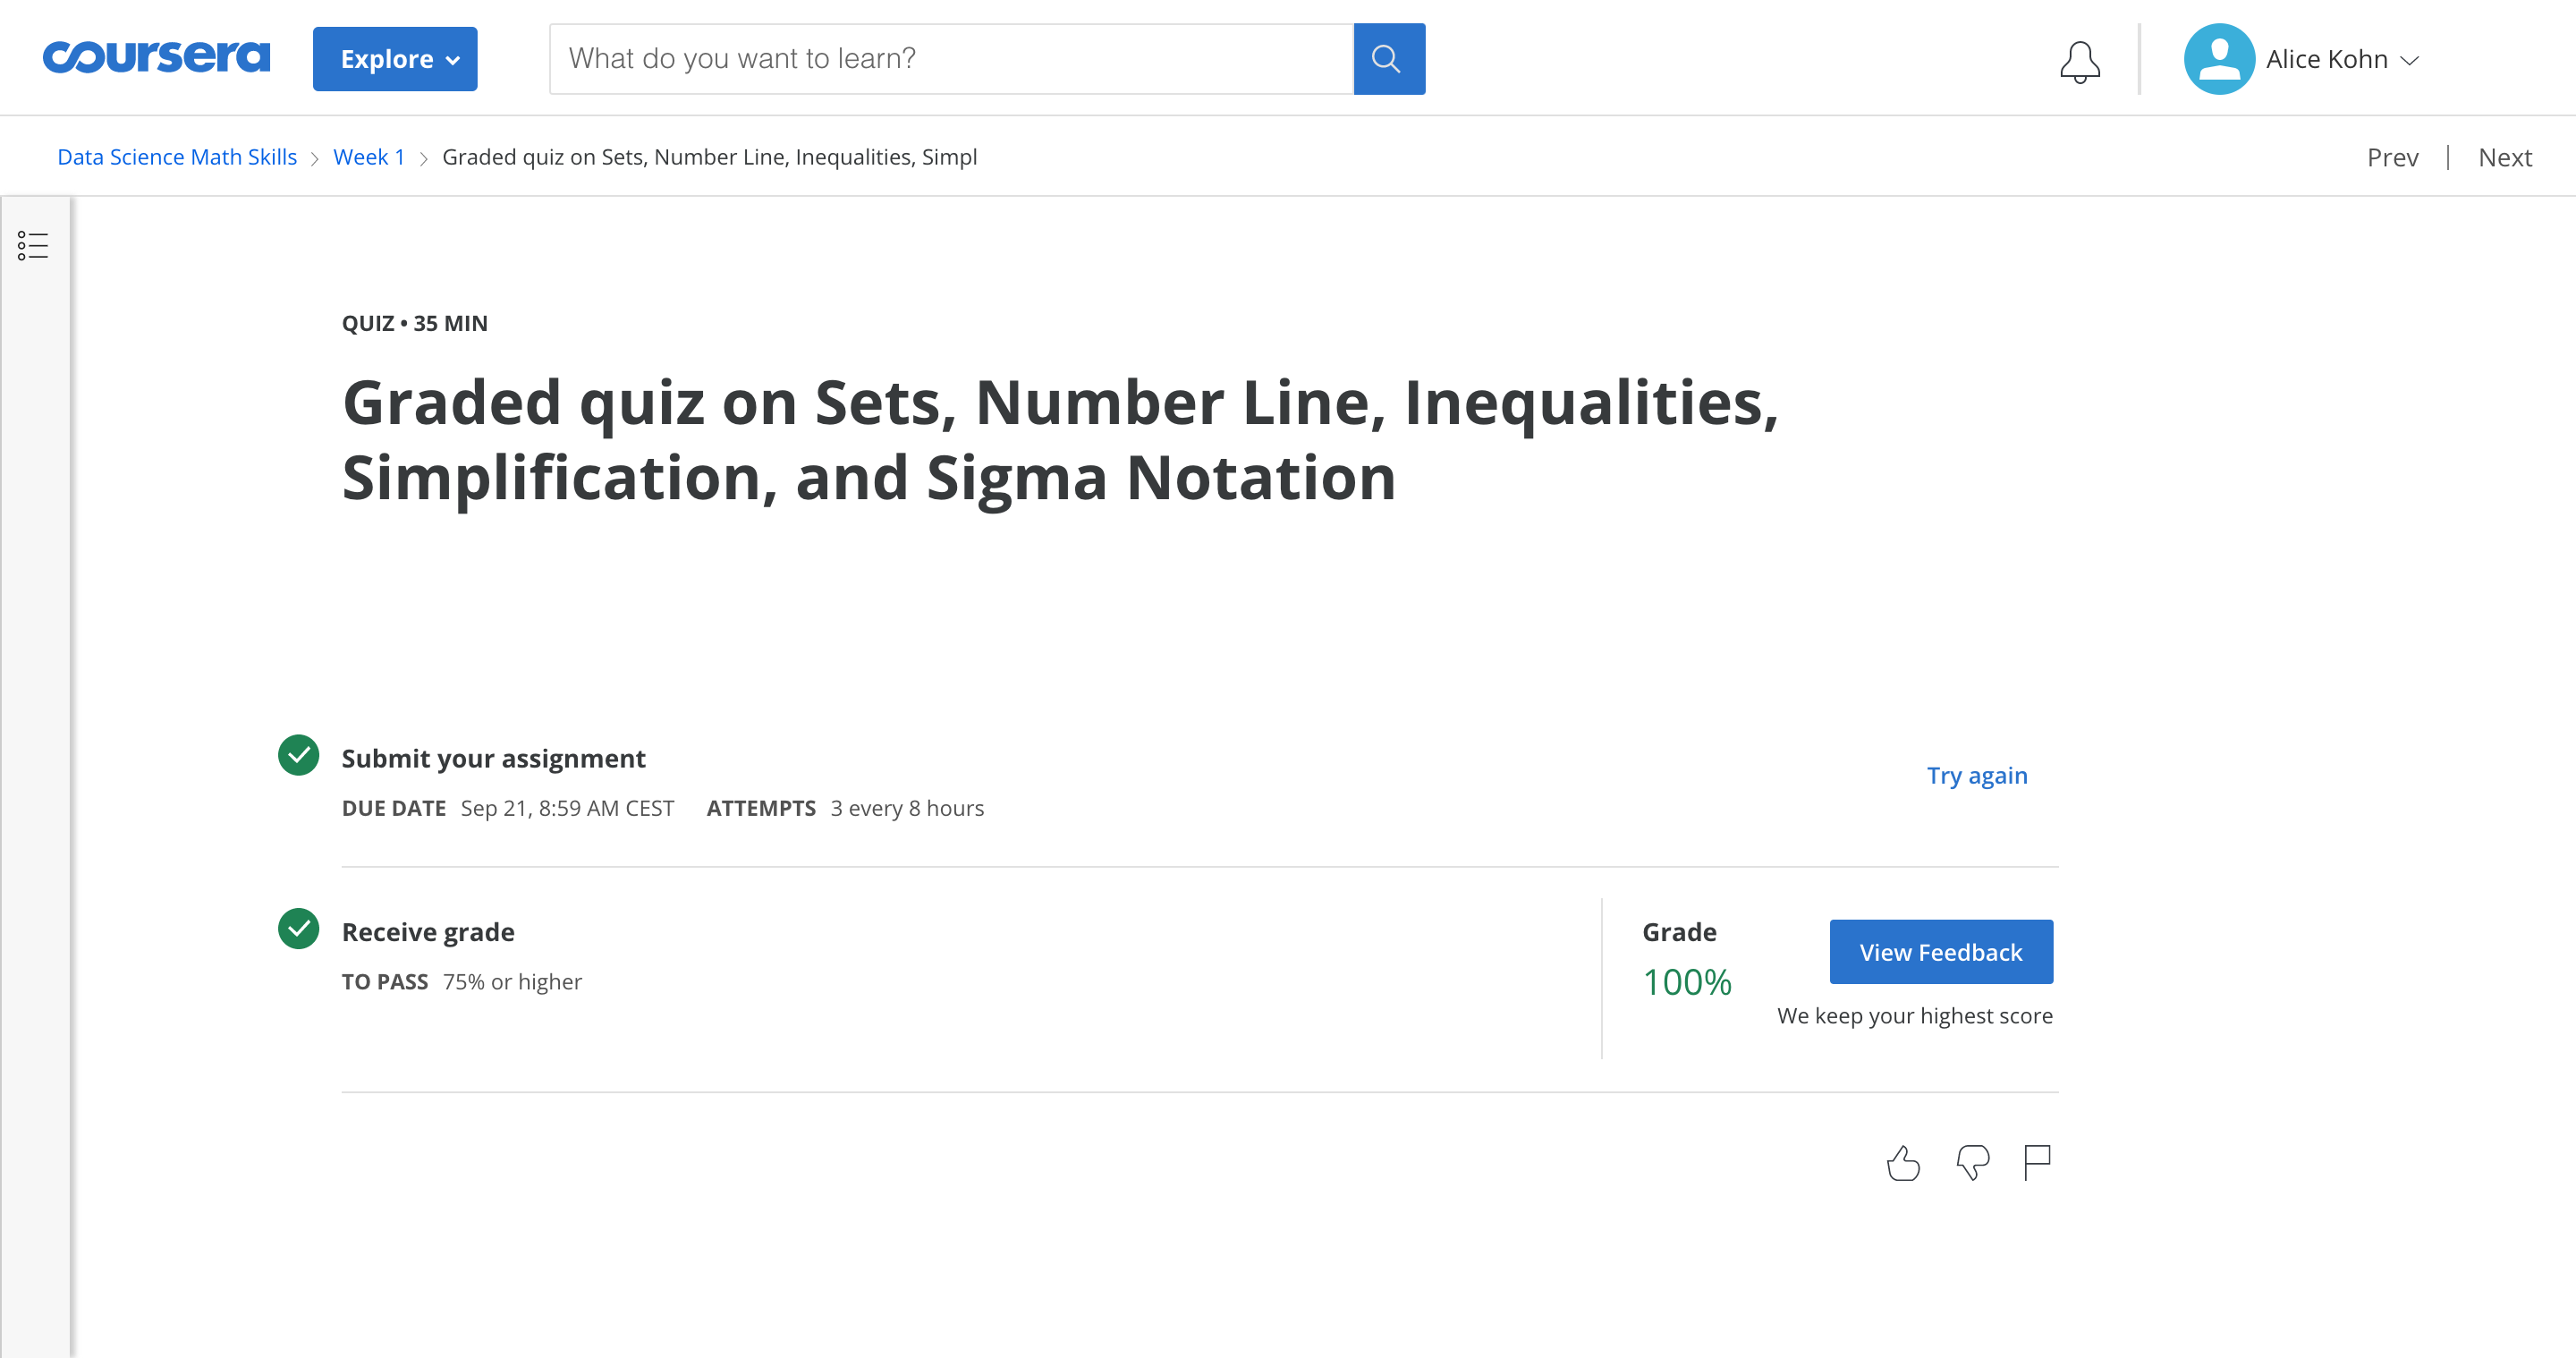 coursera
Explore
What do you want to learn?
Alice Kohn
Data Science Math Skills > Week 1 > Graded quiz on Sets, Number Line, Inequalities, Simpl
Prev | Next
QUIZ • 35 MIN
Graded quiz on Sets, Number Line, Inequalities,
Simplification, and Sigma Notation
Submit your assignment
Try again
DUE DATE Sep 21, 8:59 AM CEST ATTEMPTS 3 every 8 hours
Receive grade
TO PASS 75% or higher
Grade
100%
View Feedback
We keep your highest score